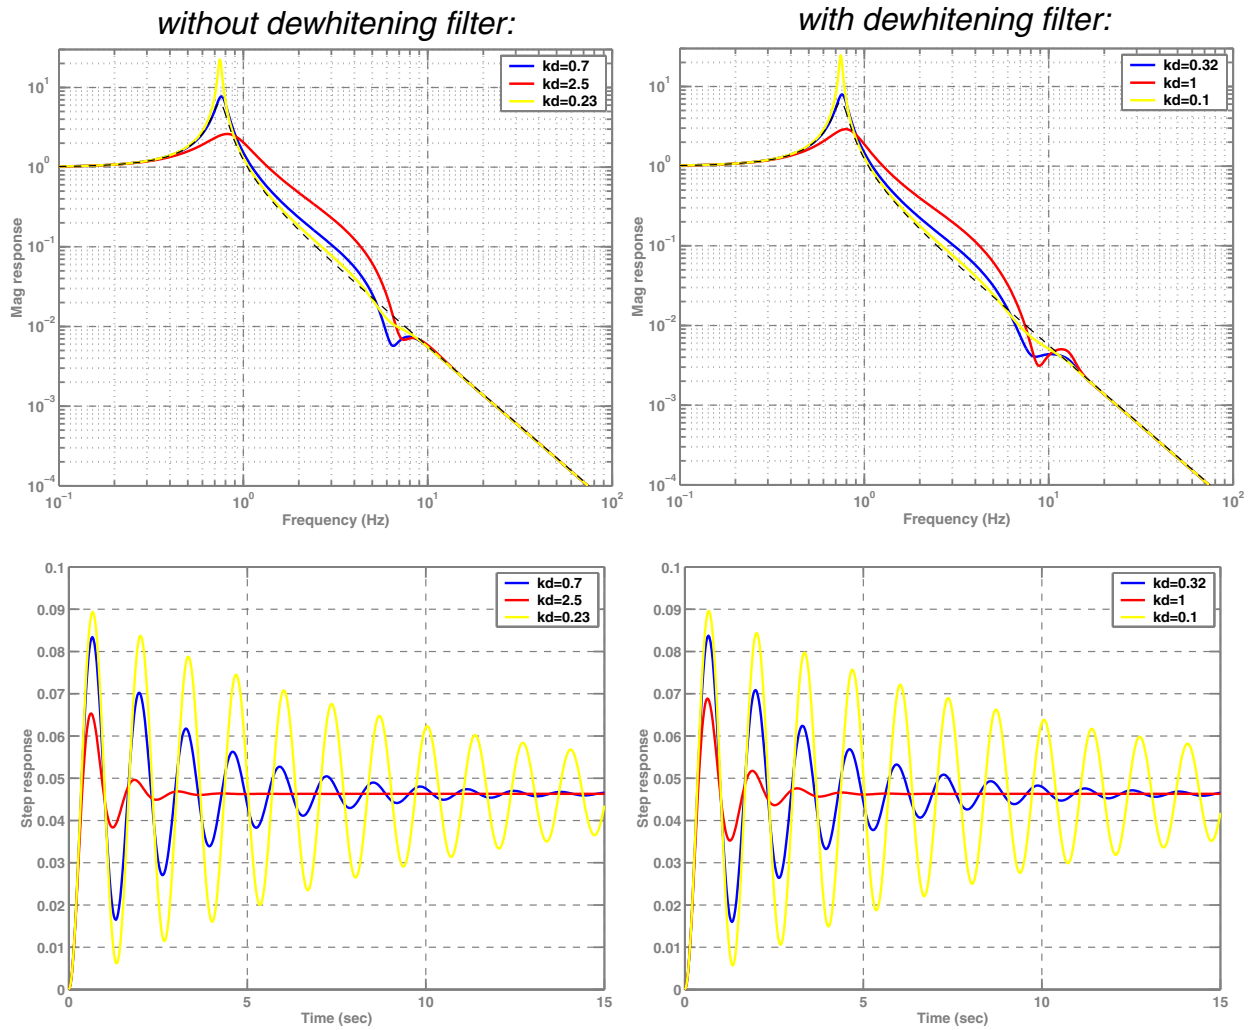 without dewhitening filter:
with dewhitening filter:
kd=0.7
kd=2.5
kd=0.23
10^1
10^0
10^-1
10^-2
10^-3
10^-4
Mag response
10^-1
10^0
10^1
10^2
Frequency (Hz)
kd=0.32
kd=1
kd=0.1
10^1
10^0
10^-1
10^-2
10^-3
10^-4
Mag response
10^-1
10^0
10^1
10^2
Frequency (Hz)
kd=0.7
kd=2.5
kd=0.23
0.1
0.09
0.08
0.07
0.06
0.05
0.04
0.03
0.02
0.01
0
Step response
0
5
10
15
Time (sec)
kd=0.32
kd=1
kd=0.1
0.1
0.09
0.08
0.07
0.06
0.05
0.04
0.03
0.02
0.01
0
Step response
0
5
10
15
Time (sec)